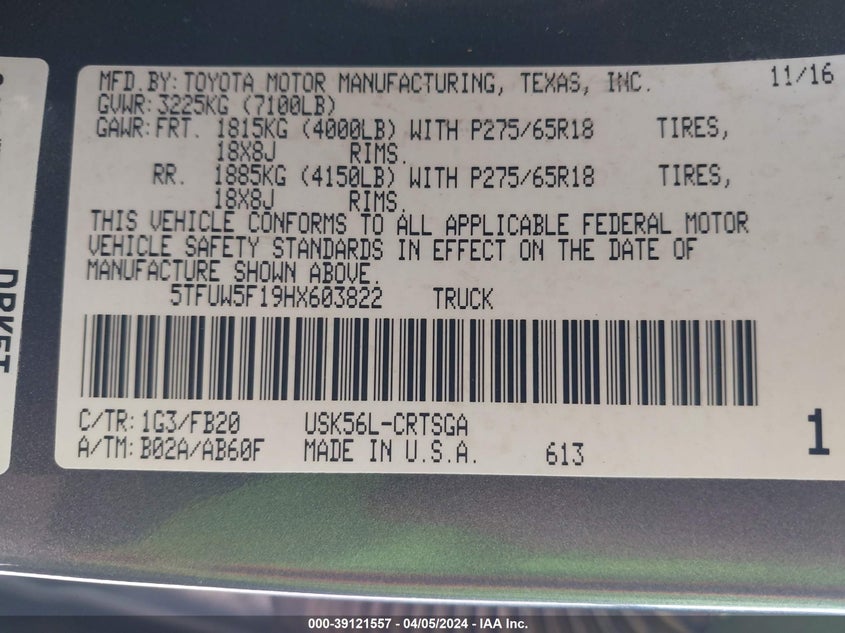 MFD.BY:TOYOTA MOTOR MANUFACTURING, TEXAS, INC. 11/16
GVWR:3225KG (7100LB)
GAWR:FRT. 1815KG (4000LB) WITH P275/65R18 TIRES,
18X8J RIMS.
RR. 1885KG (4150LB) WITH P275/65R18 TIRES,
18X8J RIMS.
THIS VEHICLE CONFORMS TO ALL APPLICABLE FEDERAL MOTOR
VEHICLE SAFETY STANDARDS IN EFFECT ON THE DATE OF
MANUFACTURE SHOWN ABOVE.
5TFUW5F19HX603822 TRUCK
C/TR:1G3/FB20 USK56L-CRTSGA
A/TM:B02A/AB60F MADE IN U.S.A. 613 1
000-39121557 - 04/05/2024 - IAA Inc.